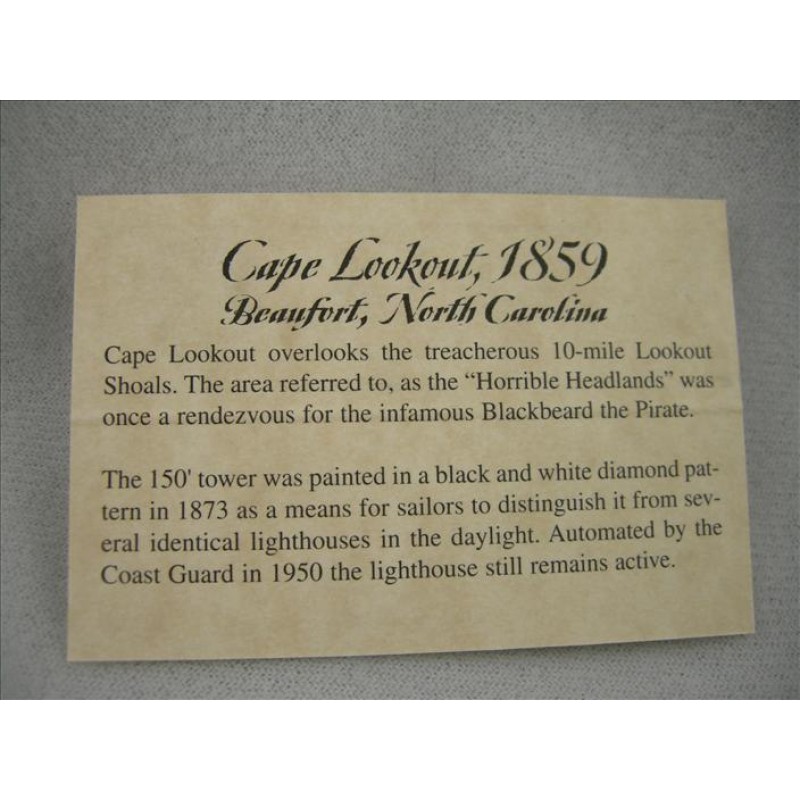 Cape Lookout, 1859
Beaufort, North Carolina
Cape Lookout overlooks the treacherous 10-mile Lookout
Shoals. The area referred to, as the “Horrible Headlands” was
once a rendezvous for the infamous Blackbeard the Pirate.
The 150' tower was painted in a black and white diamond pat-
tern in 1873 as a means for sailors to distinguish it from sev-
eral identical lighthouses in the daylight. Automated by the
Coast Guard in 1950 the lighthouse still remains active.